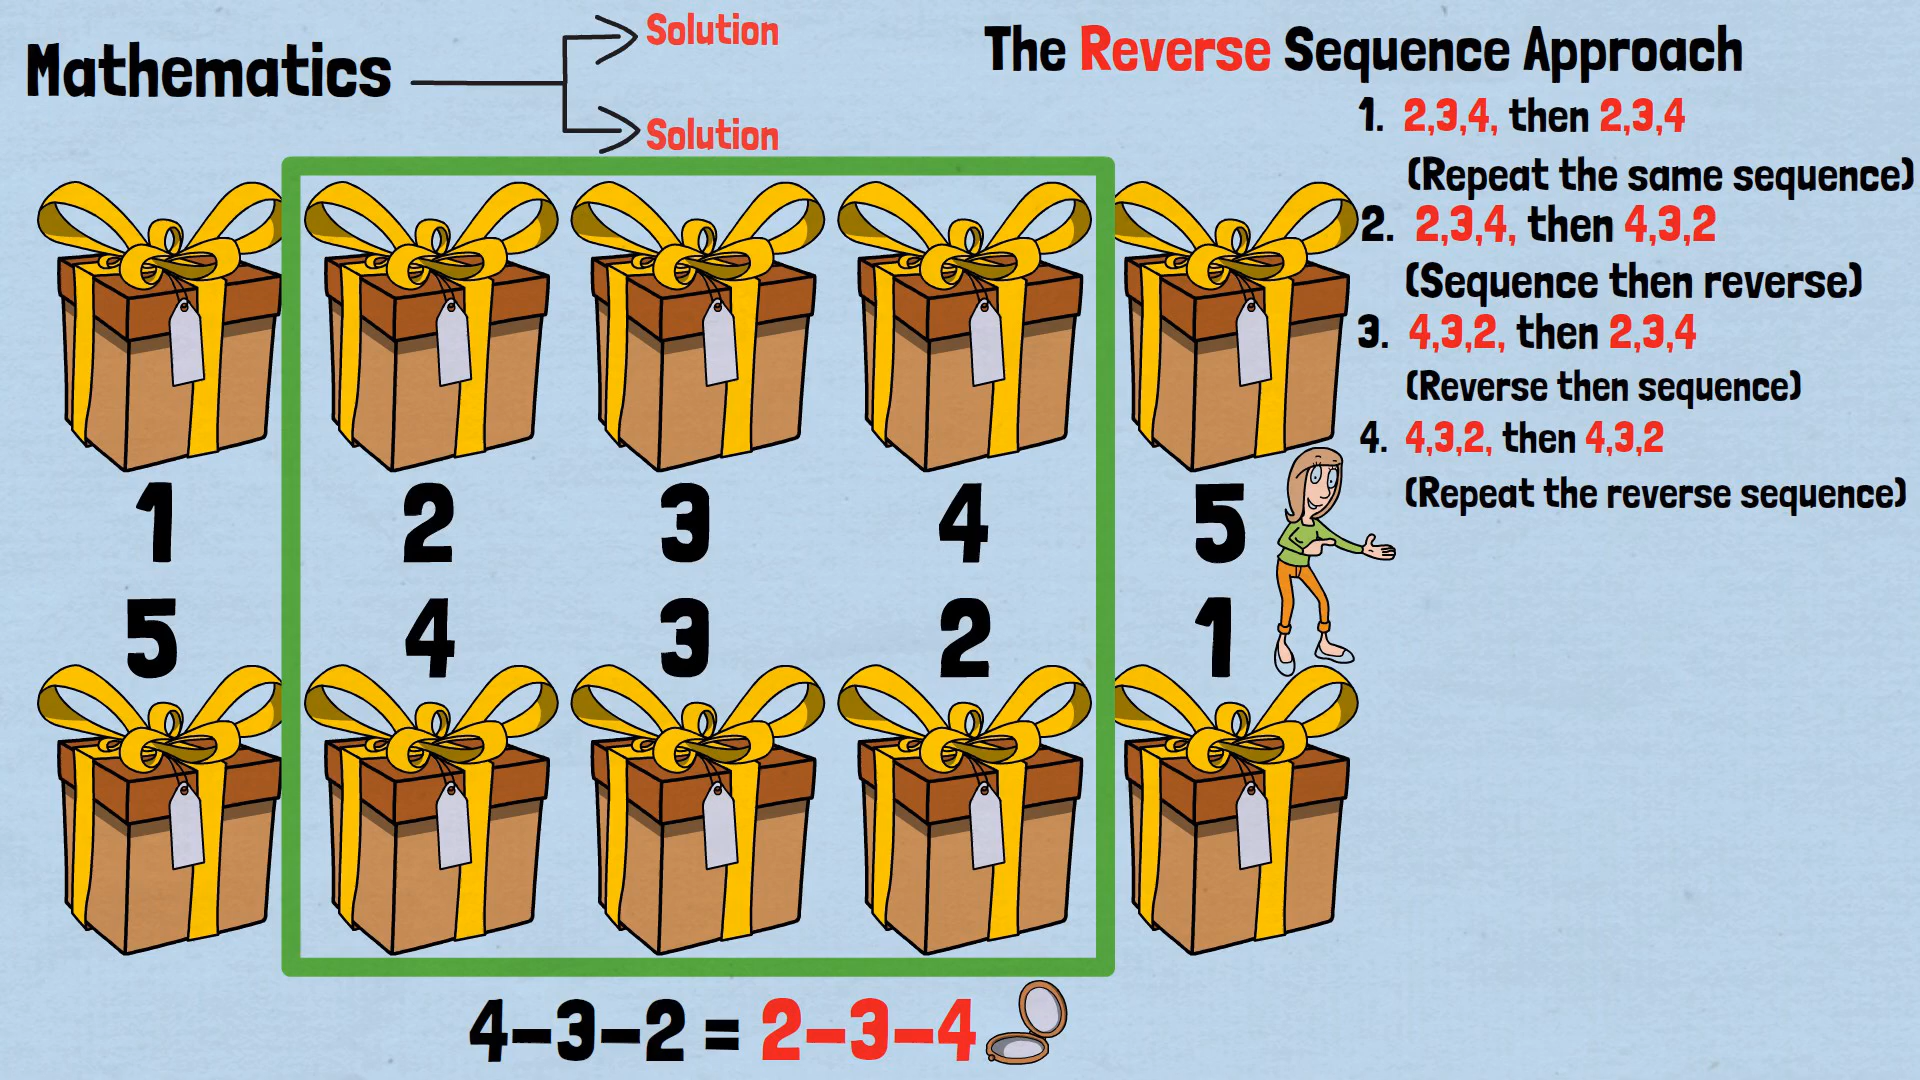 Mathematics
Solution
Solution
The Reverse Sequence Approach
1. 2,3,4, then 2,3,4
(Repeat the same sequence)
2. 2,3,4, then 4,3,2
(Sequence then reverse)
3. 4,3,2, then 2,3,4
(Reverse then sequence)
4. 4,3,2, then 4,3,2
(Repeat the reverse sequence)
1 2 3 4 5
5 4 3 2 1
4-3-2 = 2-3-4